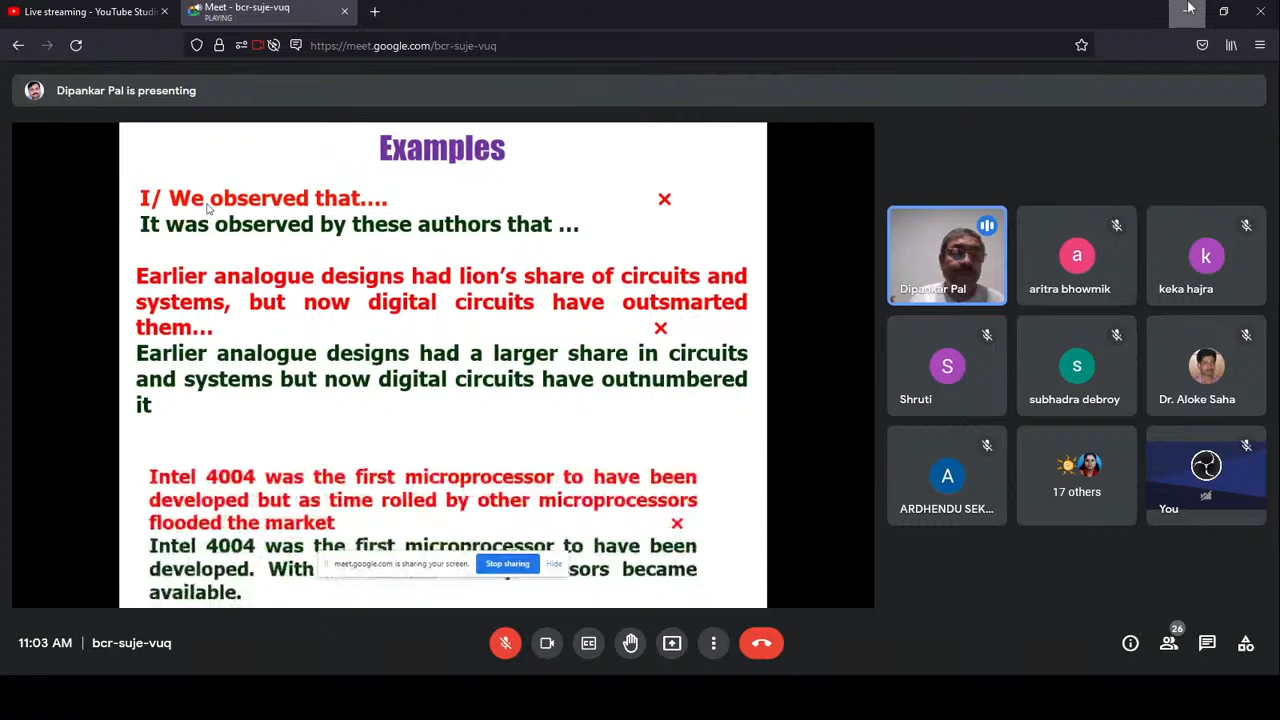 Live streaming - YouTube Studi
Meet - bcr-suje-vuq
PLAYING
https://meet.google.com/bcr-suje-vuq
Dipankar Pal is presenting
Examples
I/ We observed that....
It was observed by these authors that ...
Earlier analogue designs had lion's share of circuits and
systems, but now digital circuits have outsmarted
them...
Earlier analogue designs had a larger share in circuits
and systems but now digital circuits have outnumbered
it
Intel 4004 was the first microprocessor to have been
developed but as time rolled by other microprocessors
flooded the market
Intel 4004 was the first microprocessor to have been
developed. With
became
available.
meet.google.com is sharing your screen.
Stop sharing
Hide
Dipankar Pal
aritra bhowmik
keka hajra
Shruti
subhadra debroy
Dr. Aloke Saha
ARDHENDU SEK...
17 others
You
11:03 AM
bcr-suje-vuq
26